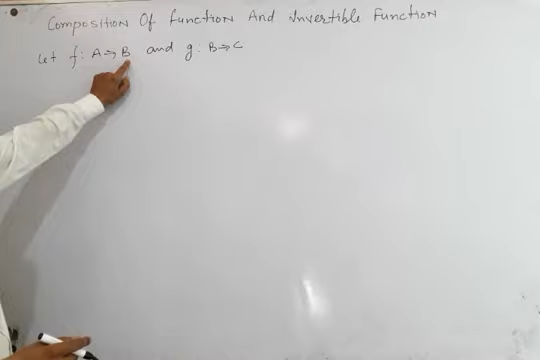 Composition Of function And Invertible Function
Let f: A→B and g: B→C